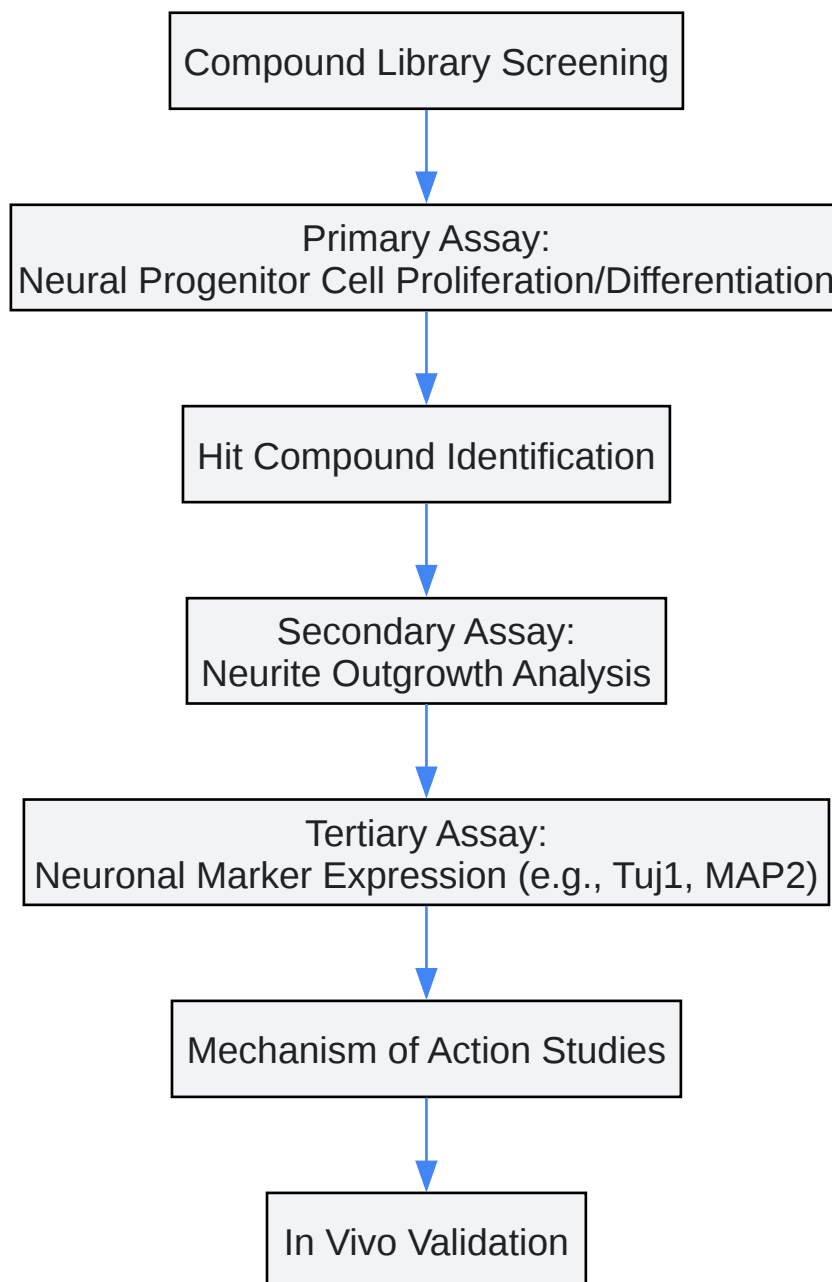 Compound Library Screening
Primary Assay:
Neural Progenitor Cell Proliferation/Differentiation
Hit Compound Identification
Secondary Assay:
Neurite Outgrowth Analysis
Tertiary Assay:
Neuronal Marker Expression (e.g., Tuj1, MAP2)
Mechanism of Action Studies
In Vivo Validation